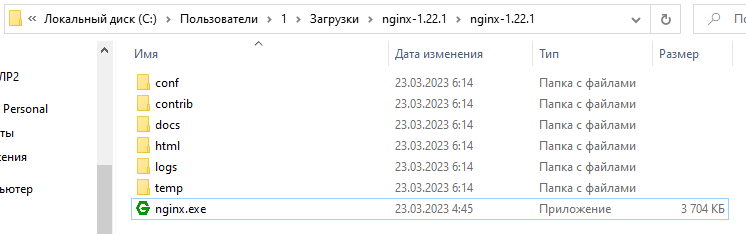 « Локальный диск (C:) › Пользователи › 1 › Загрузки › nginx-1.22.1 › nginx-1.22.1
Имя Дата изменения Тип Размер
conf 23.03.2023 6:14 Папка с файлами
contrib 23.03.2023 6:14 Папка с файлами
docs 23.03.2023 6:14 Папка с файлами
html 23.03.2023 6:14 Папка с файлами
logs 23.03.2023 6:14 Папка с файлами
temp 23.03.2023 6:14 Папка с файлами
nginx.exe 23.03.2023 4:45 Приложение 3 704 КБ
ЛР2
Personal